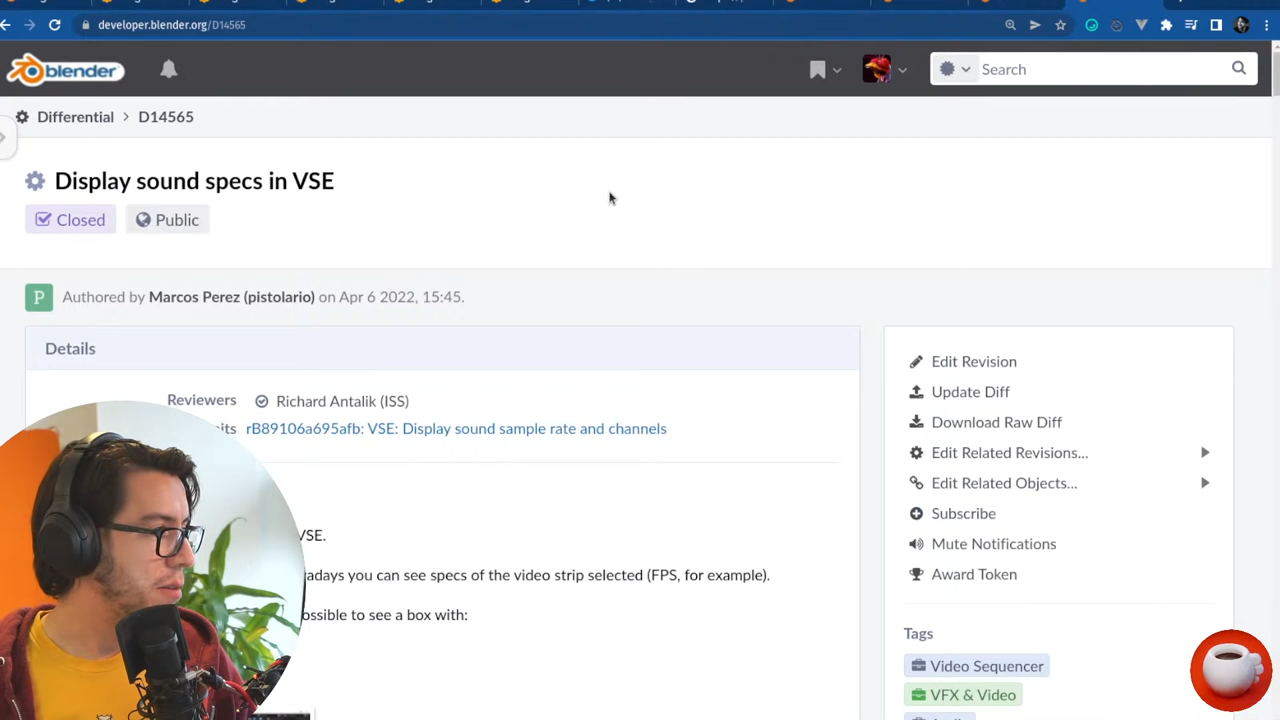 developer.blender.org/D14565
blender
Search
Differential > D14565
Display sound specs in VSE
Closed
Public
P
Authored by Marcos Perez (pistolario) on Apr 6 2022, 15:45.
Details
Reviewers
Richard Antalik (ISS)
rB89106a695afb: VSE: Display sound sample rate and channels
VSE.
you can see specs of the video strip selected (FPS, for example).
to see a box with:
Edit Revision
Update Diff
Download Raw Diff
Edit Related Revisions...
Edit Related Objects...
Subscribe
Mute Notifications
Award Token
Tags
Video Sequencer
VFX & Video